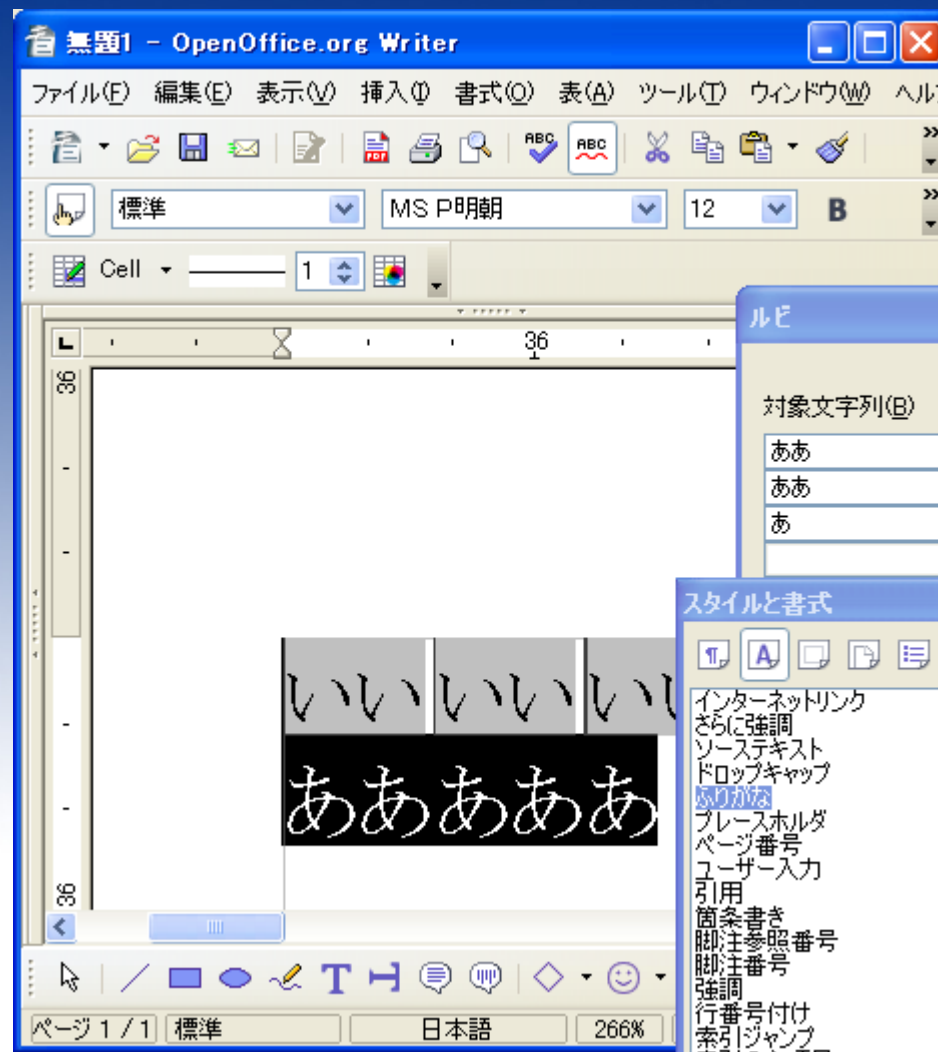 無題1 - OpenOffice.org Writer
ファイル(F) 編集(E) 表示(V) 挿入(I) 書式(O) 表(A) ツール(T) ウィンドウ(W)
ABC ABC
標準 MS P明朝 12 B
Cell 1
ルビ
36
36
対象文字列(B)
ああ
ああ
あ
スタイルと書式
いい いい い
あああああ
インターネットリンク
さらに強調
ソーステキスト
ドロップキャップ
ふりがな
プレースホルダ
ページ番号
ユーザー入力
引用
箇条書き
脚注参照番号
脚注番号
強調
行番号付け
索引ジャンプ
36
ページ 1 / 1 標準 日本語 266%